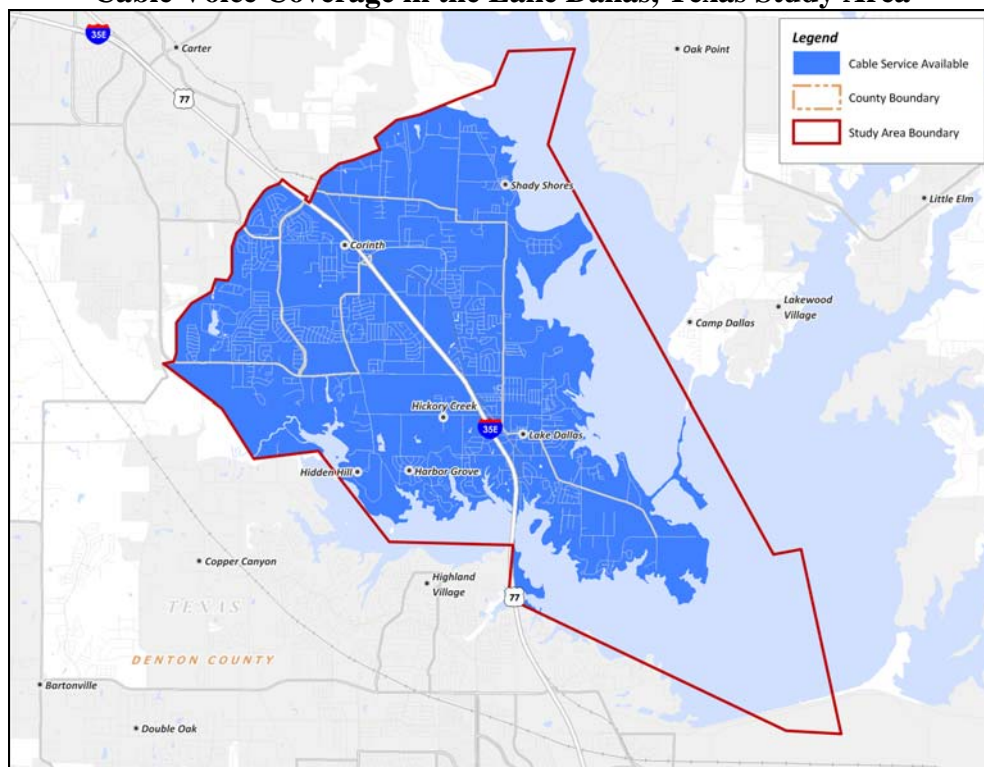 Cable Voice Coverage in the Lake Dallas, Texas Study Area
35E
Carter
Oak Point
Legend
Cable Service Available
County Boundary
Study Area Boundary
77
Shady Shores
Little Elm
Corinth
Lakewood
Village
Camp Dallas
Hickory Creek
35E
Lake Dallas
Hidden Hill
Harbor Grove
Copper Canyon
Highland
Village
77
TEXAS
DENTON COUNTY
Bartonville
Double Oak